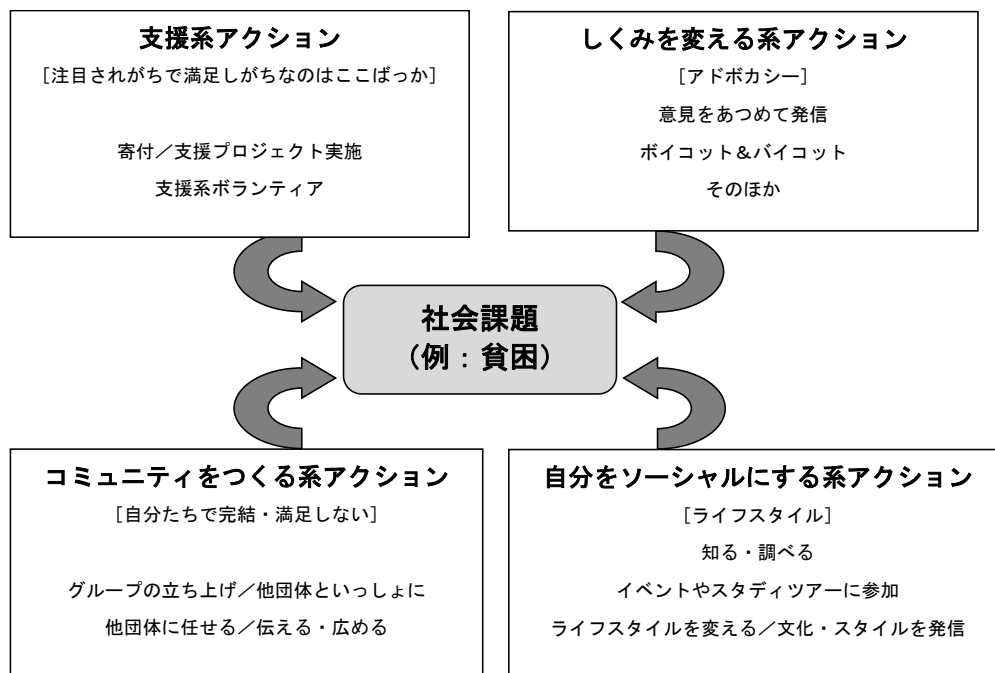 支援系アクション
［注目されがちで満足しがちなのはここばっか］
寄付／支援プロジェクト実施
支援系ボランティア
しくみを変える系アクション
［アドボカシー］
意見をあつめて発信
ボイコット＆バイコット
そのほか
社会課題
（例：貧困）
コミュニティをつくる系アクション
［自分たちで完結・満足しない］
グループの立ち上げ／他団体といっしょに
他団体に任せる／伝える・広める
自分をソーシャルにする系アクション
［ライフスタイル］
知る・調べる
イベントやスタディツアーに参加
ライフスタイルを変える／文化・スタイルを発信